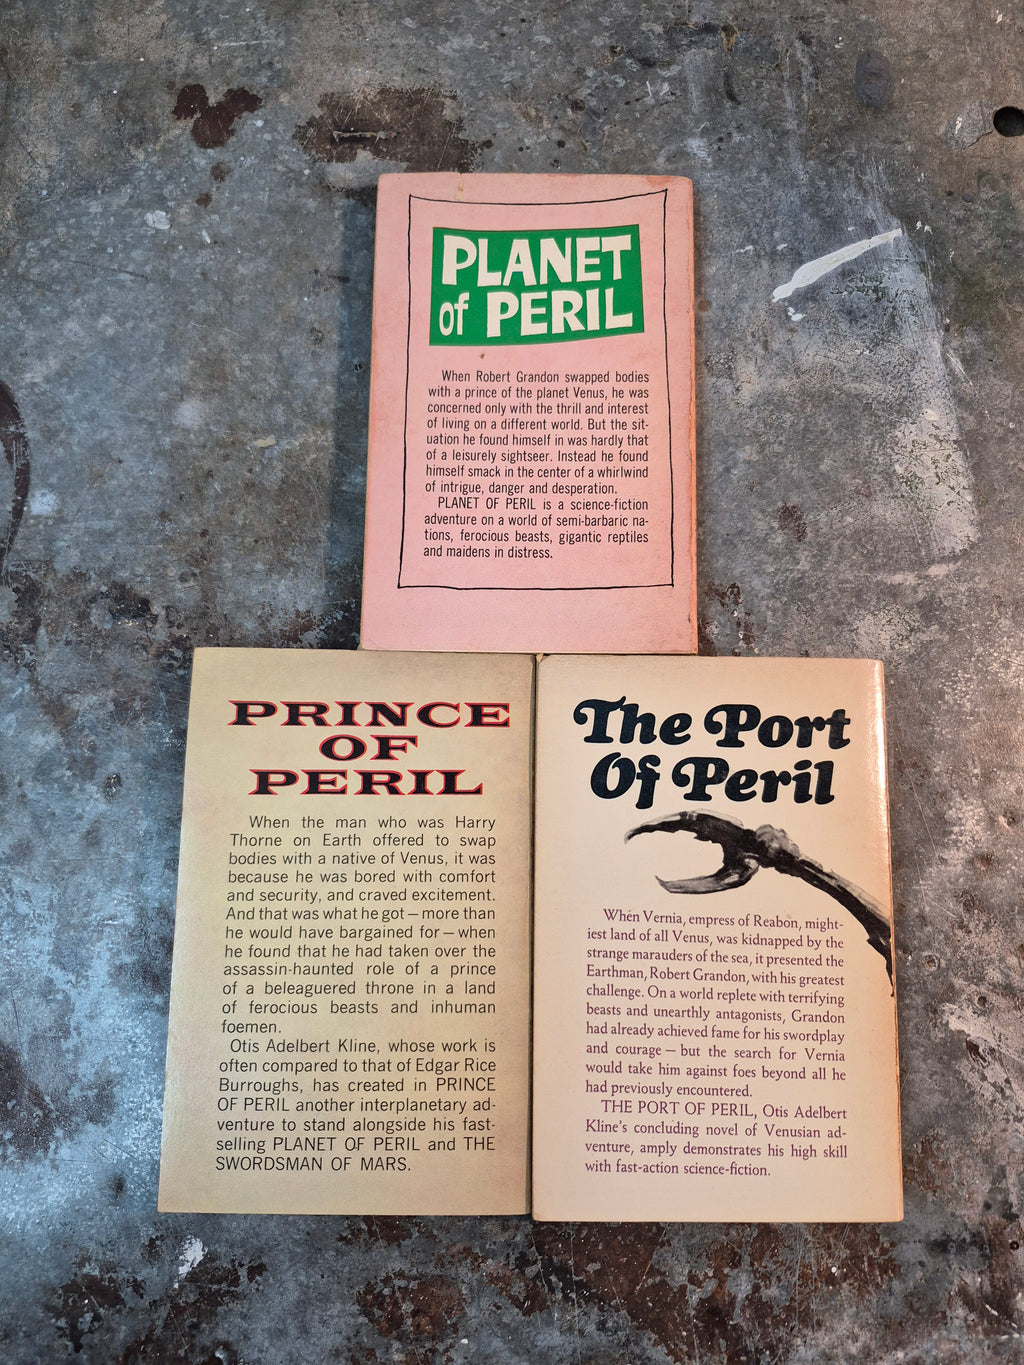 PLANET
of PERIL
When Robert Grandon swapped bodies
with a prince of the planet Venus, he was
concerned only with the thrill and interest
of living on a different world. But the sit-
uation he found himself in was hardly that
of a leisurely sightseer. Instead he found
himself smack in the center of a whirlwind
of intrigue, danger and desperation.
PLANET OF PERIL is a science-fiction
adventure on a world of semi-barbaric na-
tions, ferocious beasts, gigantic reptiles
and maidens in distress.
PRINCE
OF
PERIL
When the man who was Harry
Thorne on Earth offered to swap
bodies with a native of Venus, it was
because he was bored with comfort
and security, and craved excitement.
And that was what he got — more than
he would have bargained for — when
he found that he had taken over the
assassin-haunted role of a prince
of a beleaguered throne in a land
of ferocious beasts and inhuman
foemen.
Otis Adelbert Kline, whose work is
often compared to that of Edgar Rice
Burroughs, has created in PRINCE
OF PERIL another interplanetary ad-
venture to stand alongside his fast-
selling PLANET OF PERIL and THE
SWORDSMAN OF MARS.
The Port
Of Peril
When Vernia, empress of Reabon, might-
iest land of all Venus, was kidnapped by the
strange marauders of the sea, it presented the
Earthman, Robert Grandon, with his greatest
challenge. On a world replete with terrifying
beasts and unearthly antagonists, Grandon
had already achieved fame for his swordplay
and courage — but the search for Vernia
would take him against foes beyond all he
had previously encountered.
THE PORT OF PERIL, Otis Adelbert
Kline's concluding novel of Venusian ad-
venture, amply demonstrates his high skill
with fast-action science-fiction.